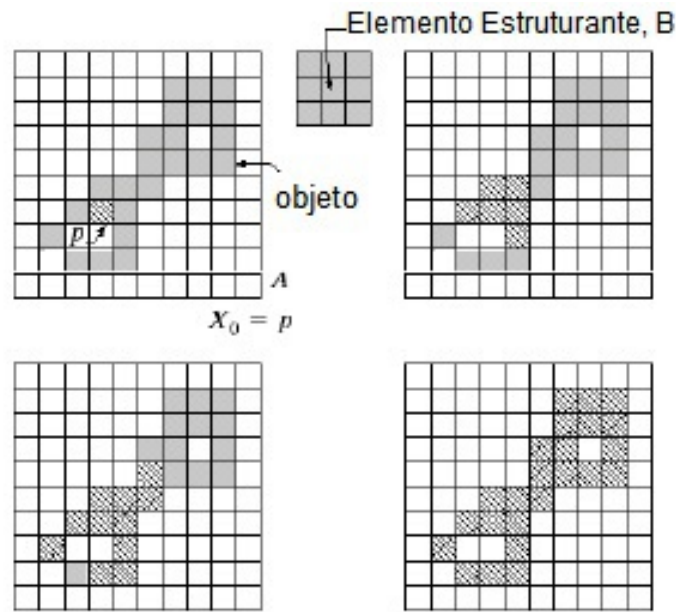 Elemento Estruturante, B
objeto
p
A
X₀ = p